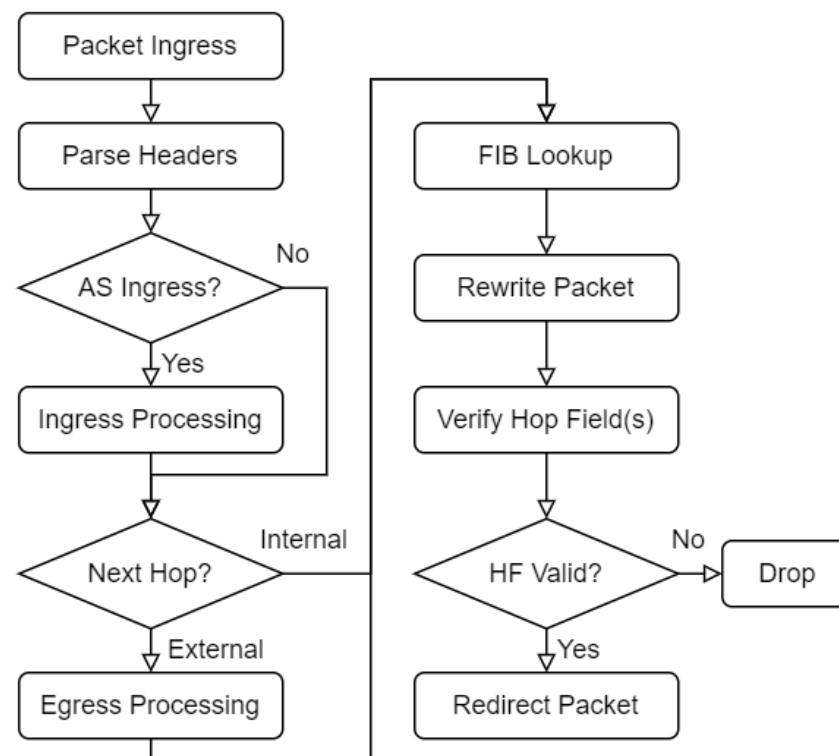 Packet Ingress
Parse Headers
AS Ingress?
No
Yes
Ingress Processing
Next Hop?
Internal
External
Egress Processing
FIB Lookup
Rewrite Packet
Verify Hop Field(s)
HF Valid?
No
Drop
Yes
Redirect Packet